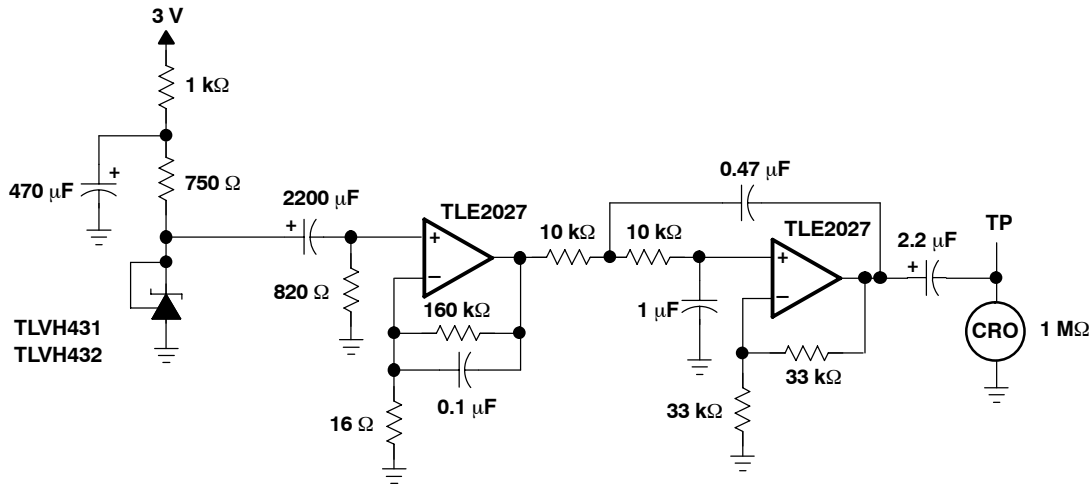 3 V
1 kΩ
470 μF
+
750 Ω
2200 μF
+
820 Ω
TLVH431
TLVH432
TLE2027
+
−
160 kΩ
0.1 μF
16 Ω
10 kΩ
10 kΩ
0.47 μF
1 μF
TLE2027
+
−
33 kΩ
33 kΩ
2.2 μF
+
TP
CRO
1 MΩ